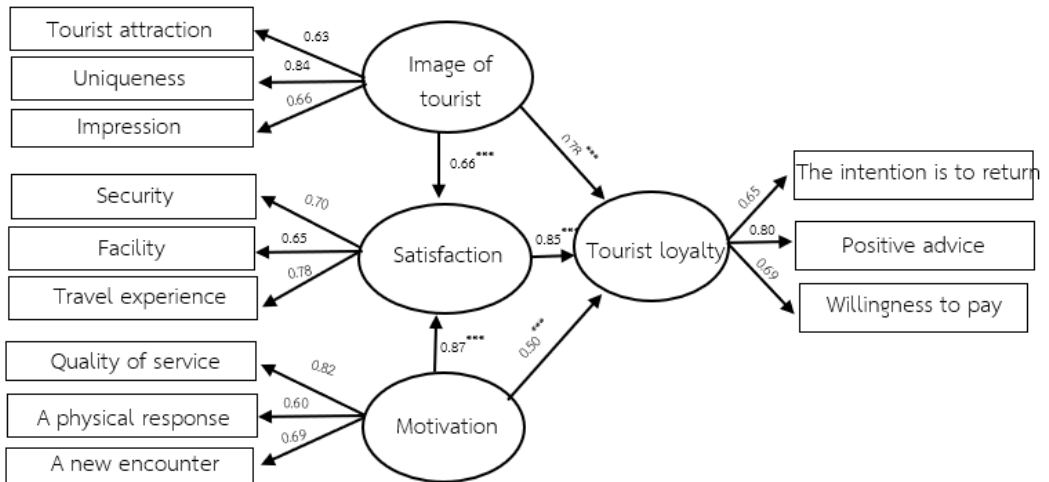 Tourist attraction
0.63
Uniqueness
0.84
Impression
0.66
Image of
tourist
0.66***
0.78***
Security
0.70
Facility
0.65
Travel experience
0.78
Satisfaction
0.85***
Tourist loyalty
0.65
The intention is to return
0.80
Positive advice
0.69
Willingness to pay
0.87***
0.50***
Quality of service
0.82
A physical response
0.60
A new encounter
0.69
Motivation